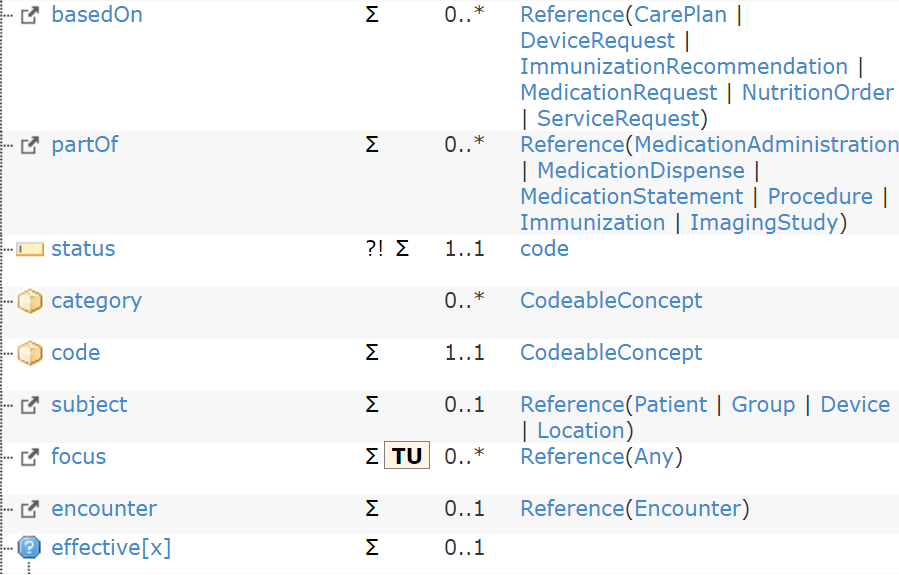 basedOn Σ 0..* Reference(CarePlan |
DeviceRequest |
ImmunizationRecommendation |
MedicationRequest | NutritionOrder
| ServiceRequest)
partOf Σ 0..* Reference(MedicationAdministration
| MedicationDispense |
MedicationStatement | Procedure |
Immunization | ImagingStudy)
status ?! Σ 1..1 code
category 0..* CodeableConcept
code Σ 1..1 CodeableConcept
subject Σ 0..1 Reference(Patient | Group | Device
| Location)
focus Σ TU 0..* Reference(Any)
encounter Σ 0..1 Reference(Encounter)
effective[x] Σ 0..1